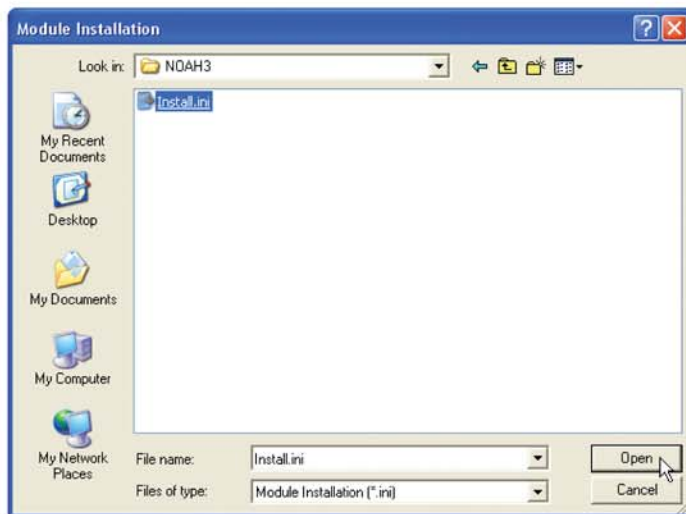 Module Installation
Look in: NOAH3
Install.ini
My Recent
Documents
Desktop
My Documents
My Computer
My Network
Places
File name: Install.ini Open
Files of type: Module Installation (*.ini) Cancel